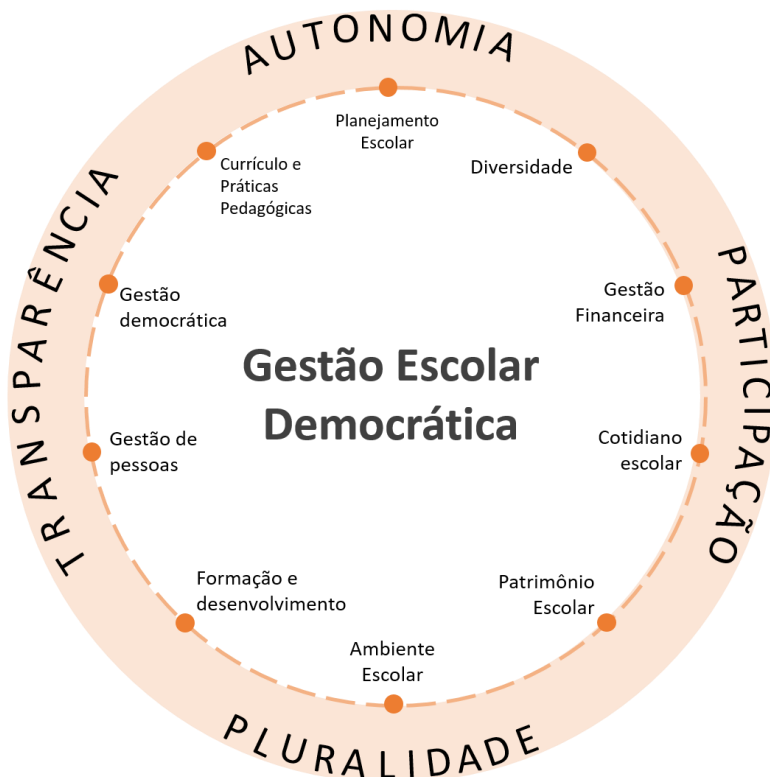 AUTONOMIA
PARTICIPAÇÃO
PLURALIDADE
TRANSPARÊNCIA
Planejamento
Escolar
Diversidade
Gestão
Financeira
Cotidiano
escolar
Patrimônio
Escolar
Ambiente
Escolar
Formação e
desenvolvimento
Gestão de
pessoas
Gestão
democrática
Currículo e
Práticas
Pedagógicas
Gestão Escolar
Democrática